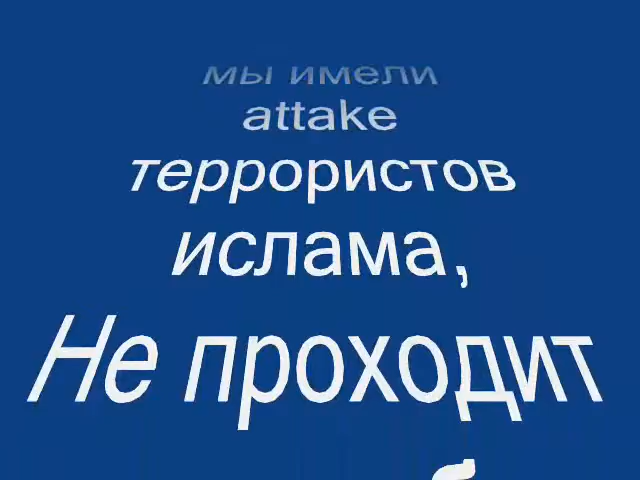 мы имели
attake
террористов
ислама,
Не проходит